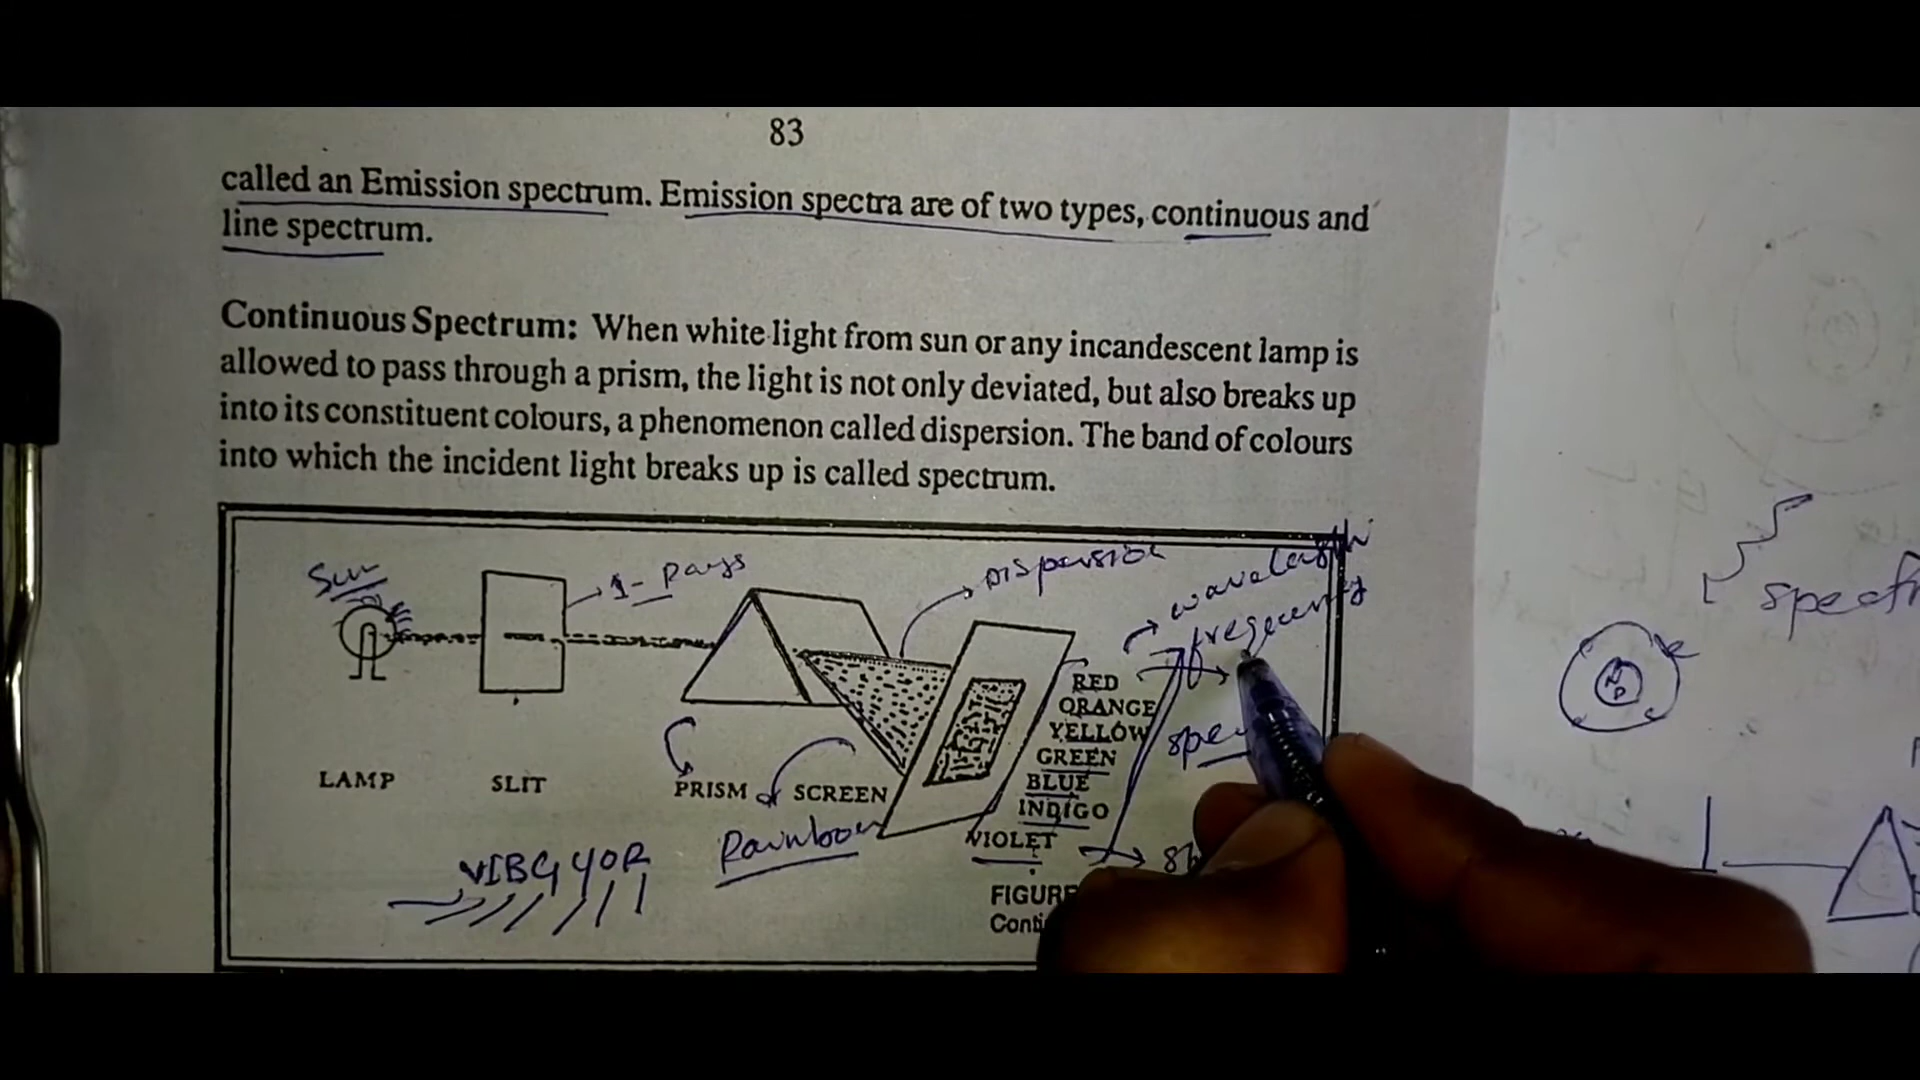 83
called an Emission spectrum. Emission spectra are of two types, continuous and
line spectrum.
Continuous Spectrum: When white light from sun or any incandescent lamp is
allowed to pass through a prism, the light is not only deviated, but also breaks up
into its constituent colours, a phenomenon called dispersion. The band of colours
into which the incident light breaks up is called spectrum.
Sun
1- Rays
Dispersion
wavelength
frequency
RED
ORANGE
YELLOW
GREEN
BLUE
INDIGO
VIOLET
LAMP
SLIT
PRISM
SCREEN
Rainbow
VIBGYOR
FIGURE